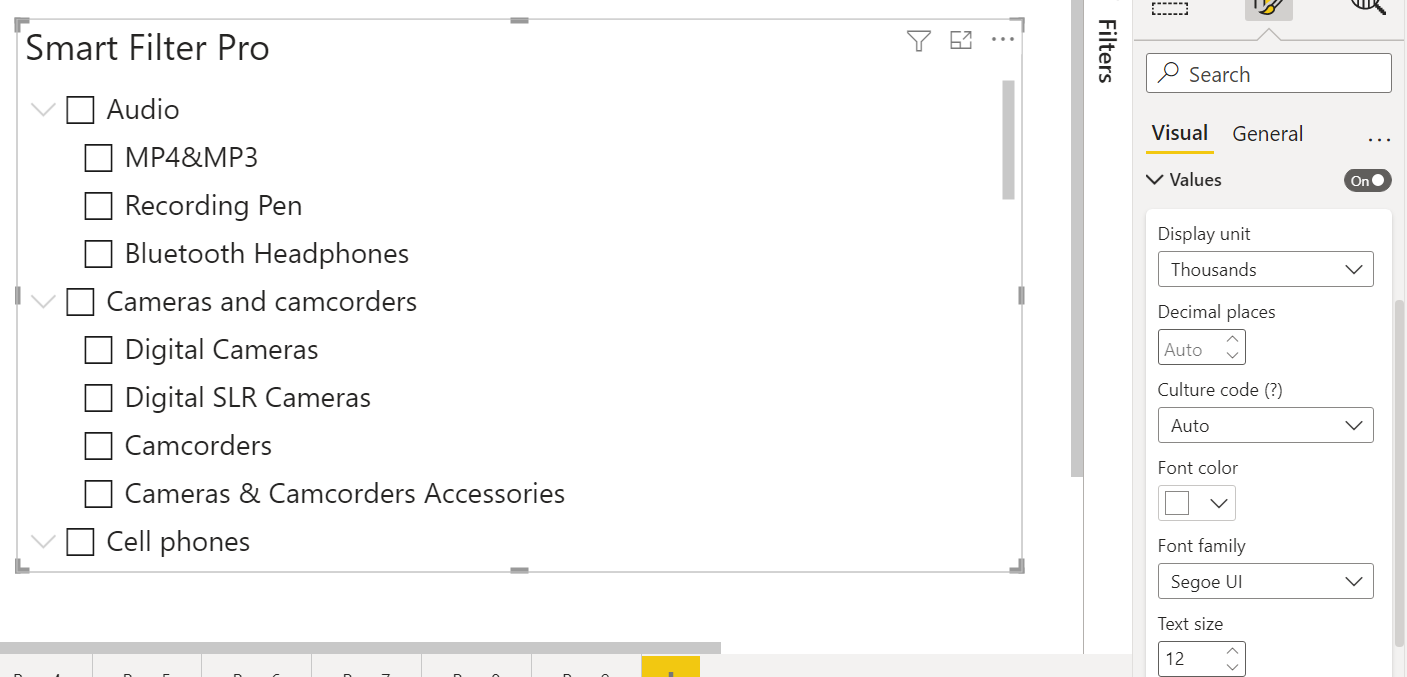 Smart Filter Pro
Audio
MP4&MP3
Recording Pen
Bluetooth Headphones
Cameras and camcorders
Digital Cameras
Digital SLR Cameras
Camcorders
Cameras & Camcorders Accessories
Cell phones
Filters
Search
Visual General
Values On
Display unit
Thousands
Decimal places
Auto
Culture code (?)
Auto
Font color
Font family
Segoe UI
Text size
12